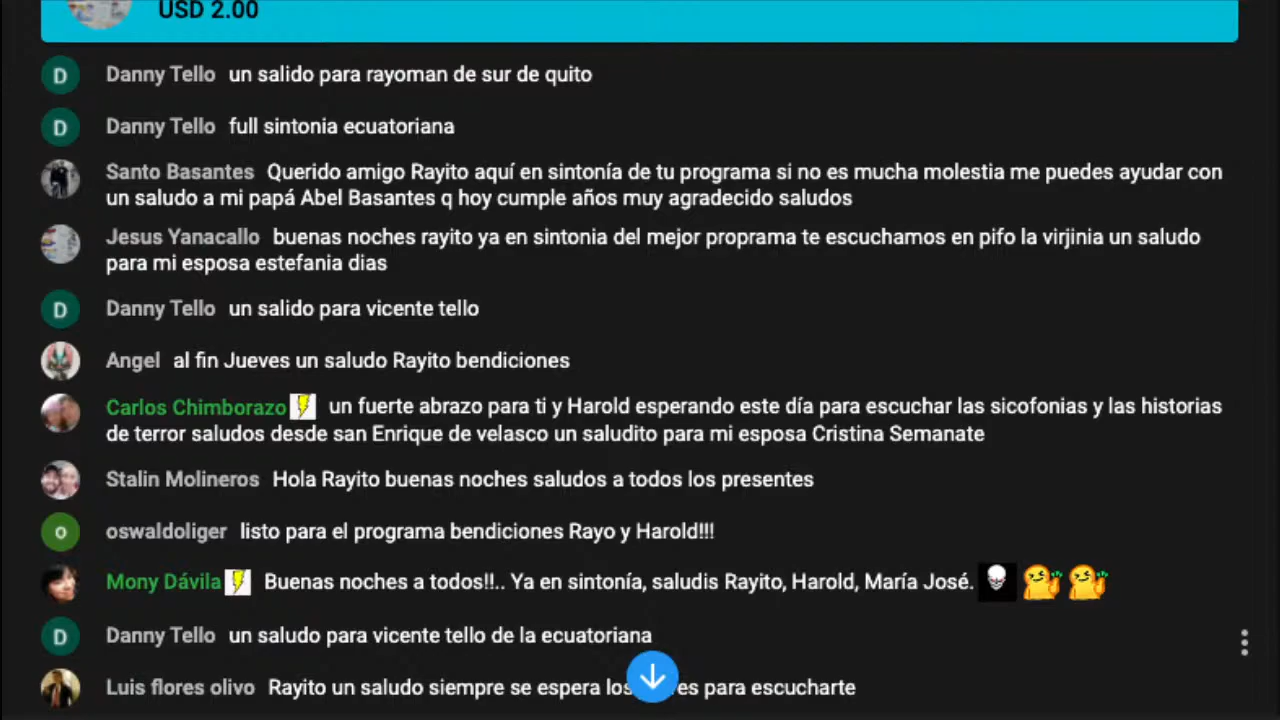 USD 2.00
D Danny Tello un salido para rayoman de sur de quito
D Danny Tello full sintonia ecuatoriana
Santo Basantes Querido amigo Rayito aquí en sintonía de tu programa si no es mucha molestia me puedes ayudar con
un saludo a mi papá Abel Basantes q hoy cumple años muy agradecido saludos
Jesus Yanacallo buenas noches rayito ya en sintonia del mejor proprama te escuchamos en pifo la virjinia un saludo
para mi esposa estefania dias
D Danny Tello un salido para vicente tello
Angel al fin Jueves un saludo Rayito bendiciones
Carlos Chimborazo un fuerte abrazo para ti y Harold esperando este día para escuchar las sicofonias y las historias
de terror saludos desde san Enrique de velasco un saludito para mi esposa Cristina Semanate
Stalin Molineros Hola Rayito buenas noches saludos a todos los presentes
o oswaldoliger listo para el programa bendiciones Rayo y Harold!!!
Mony Dávila Buenas noches a todos!!.. Ya en sintonía, saludis Rayito, Harold, María José.
D Danny Tello un saludo para vicente tello de la ecuatoriana
Luis flores olivo Rayito un saludo siempre se espera los para escucharte